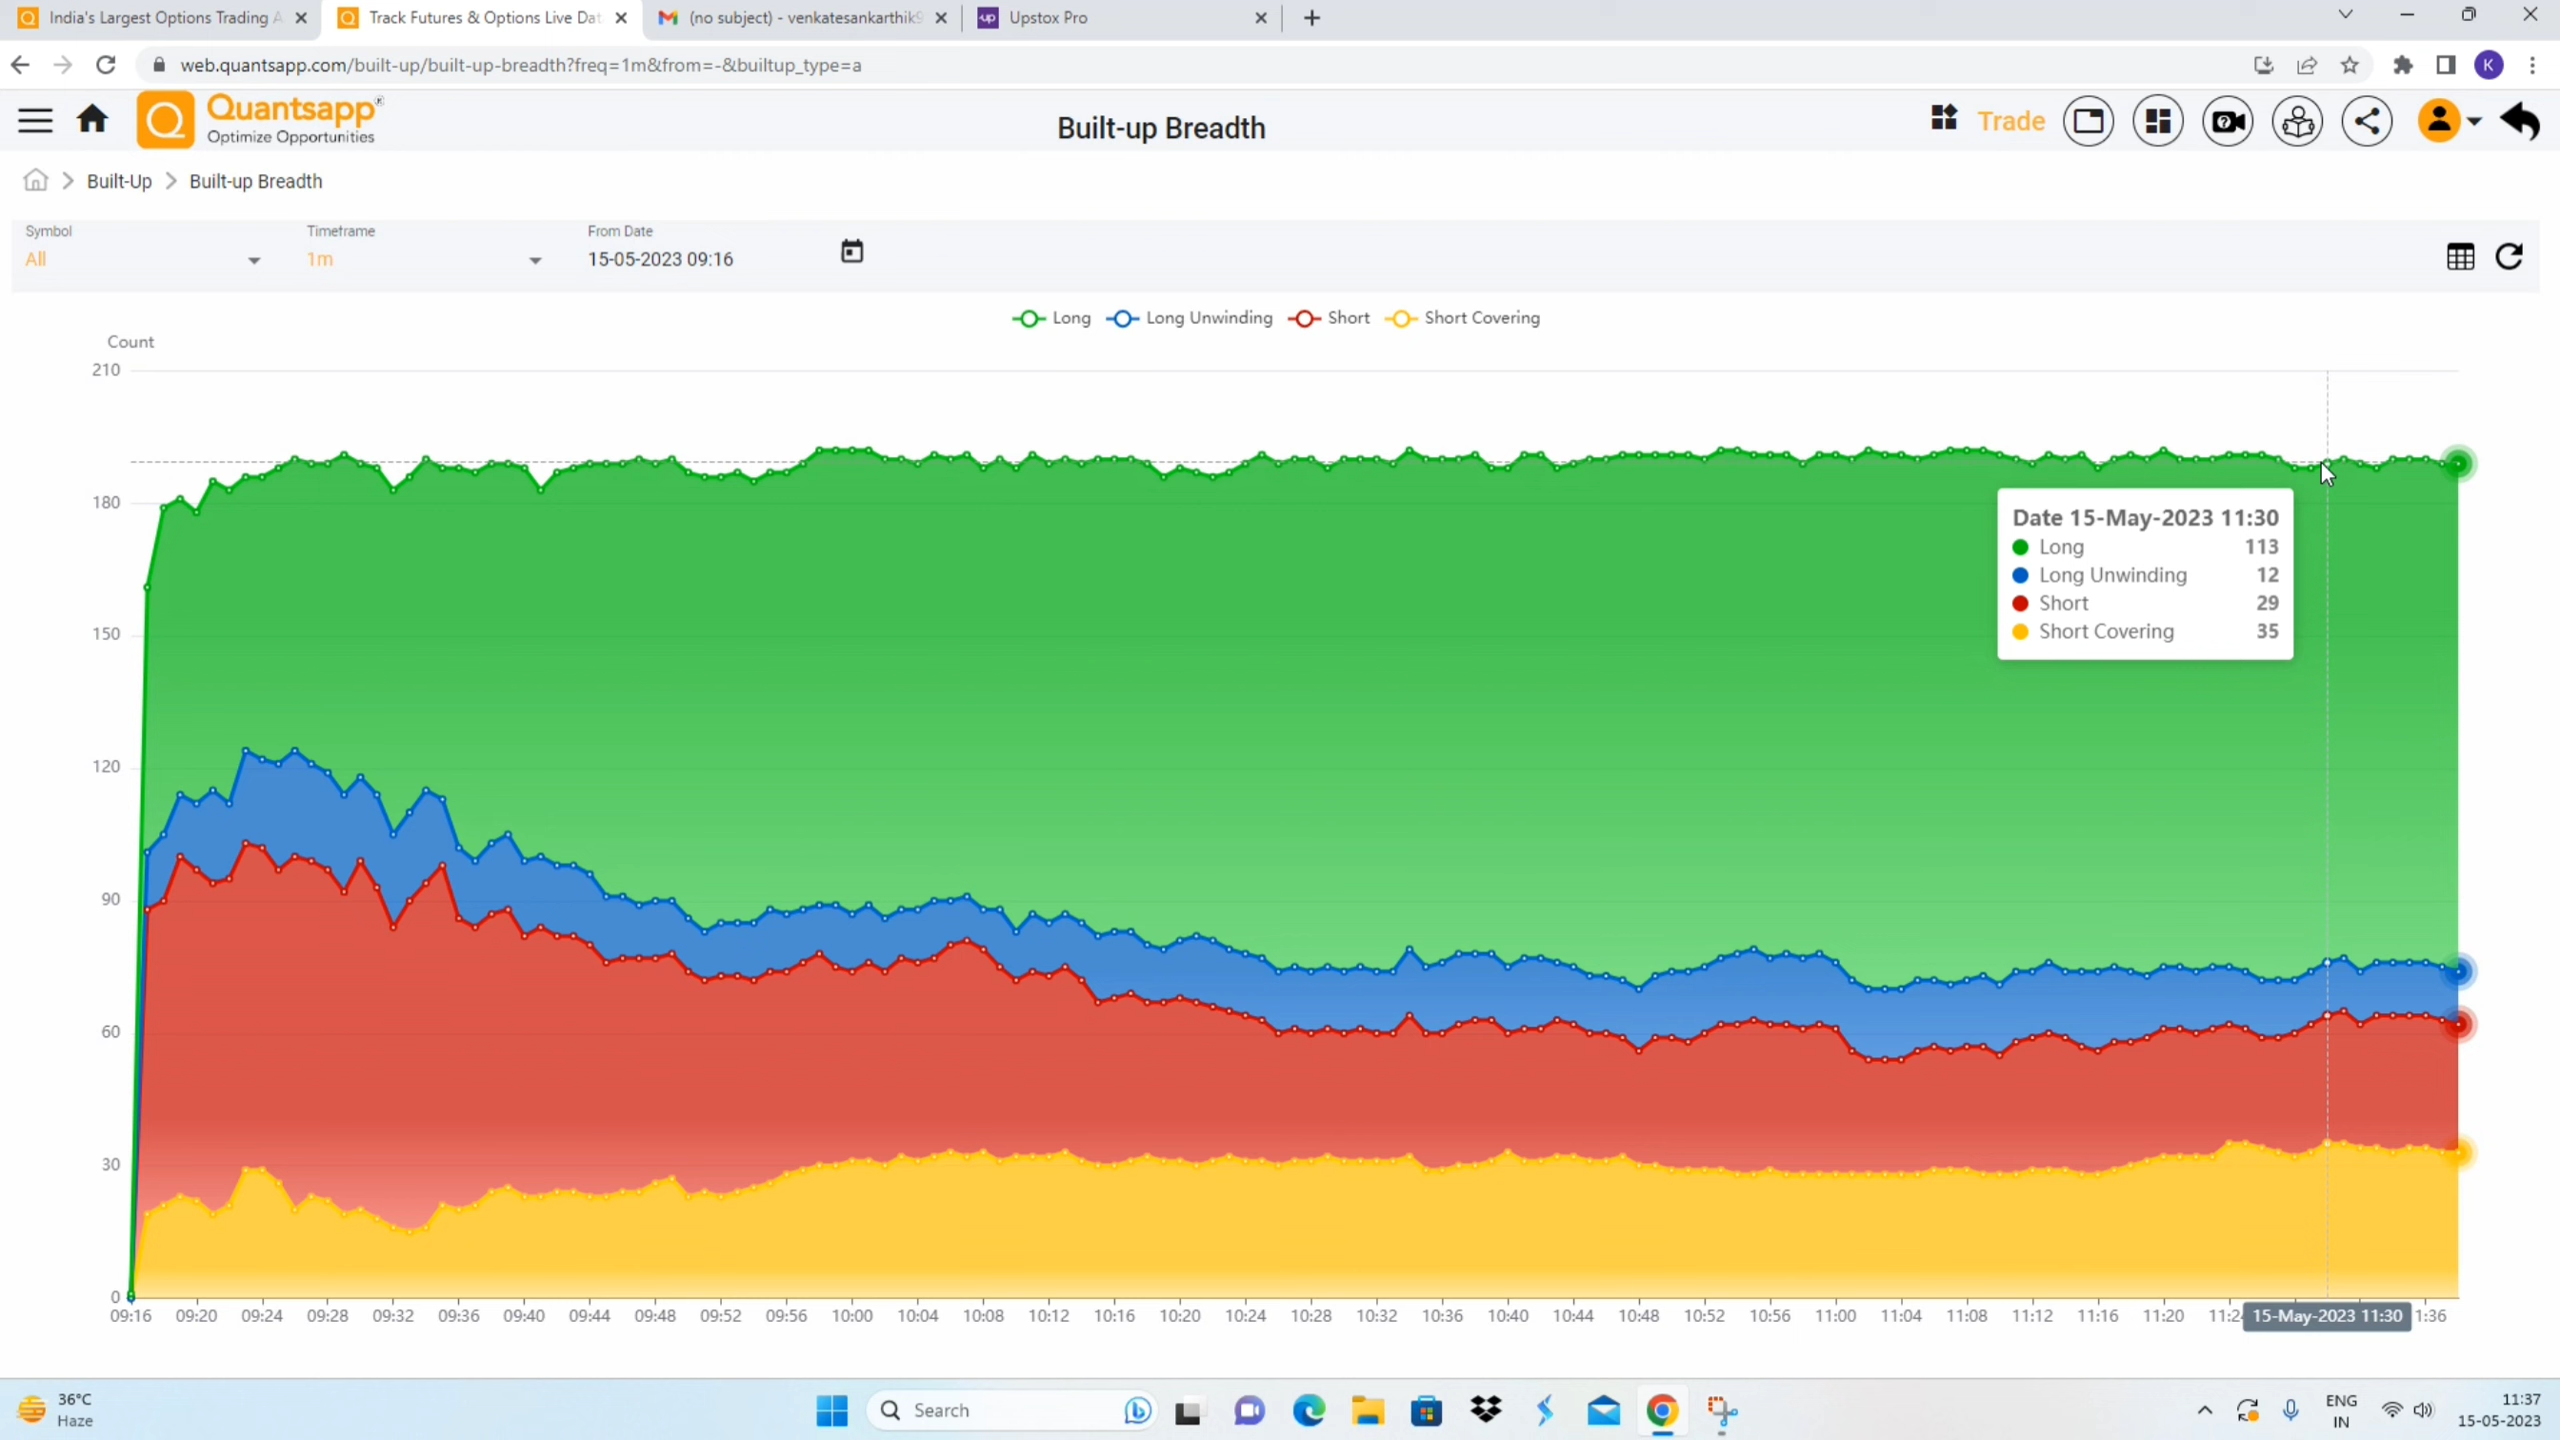 India's Largest Options Trading A
Track Futures & Options Live Dat
(no subject) - venkatesankarthik9
Upstox Pro
web.quantsapp.com/built-up/built-up-breadth?freq=1m&from=-&builtup_type=a
K
Quantsapp®
Optimize Opportunities
Built-up Breadth
Trade
Built-Up > Built-up Breadth
Symbol
All
Timeframe
1m
From Date
15-05-2023 09:16
Long
Long Unwinding
Short
Short Covering
Count
210
180
150
120
90
60
30
0
Date 15-May-2023 11:30
Long 113
Long Unwinding 12
Short 29
Short Covering 35
09:16 09:20 09:24 09:28 09:32 09:36 09:40 09:44 09:48 09:52 09:56 10:00 10:04 10:08 10:12 10:16 10:20 10:24 10:28 10:32 10:36 10:40 10:44 10:48 10:52 10:56 11:00 11:04 11:08 11:12 11:16 11:20 11:2 15-May-2023 11:30 1:36
36°C
Haze
Search
ENG
IN
11:37
15-05-2023